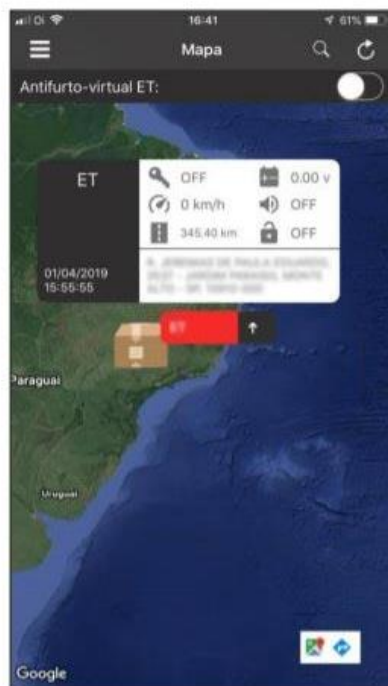 Oi 16:41 61%
Mapa
Antifurto-virtual ET:
ET
OFF 0.00 v
0 km/h OFF
345.40 km OFF
01/04/2019
15:55:55
ET
Paraguai
Uruguai
Google